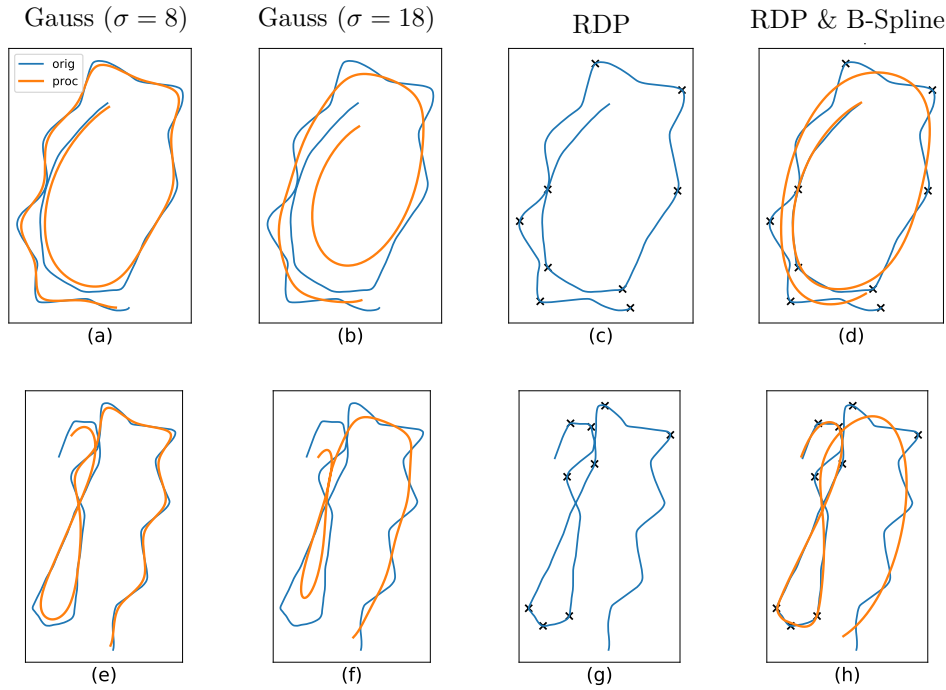 Gauss (σ = 8) Gauss (σ = 18) RDP RDP & B-Spline
orig
proc
(a) (b) (c) (d)
(e) (f) (g) (h)